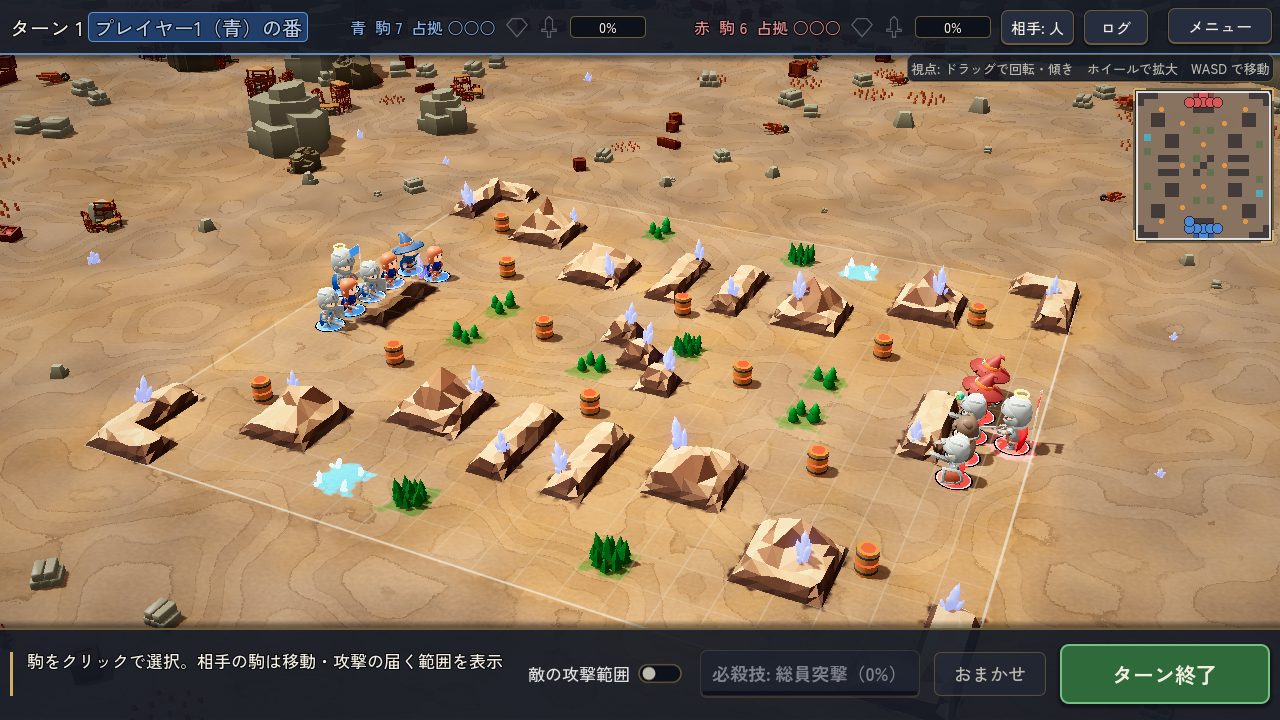 ターン 1 プレイヤー1（青）の番 青 駒 7 占拠 〇〇〇 0% 赤 駒 6 占拠 〇〇〇 0% 相手: 人 ログ メニュー
視点: ドラッグで回転・傾き ホイールで拡大 WASD で移動
駒をクリックで選択。相手の駒は移動・攻撃の届く範囲を表示
敵の攻撃範囲 必殺技: 総員突撃（0%） おまかせ ターン終了